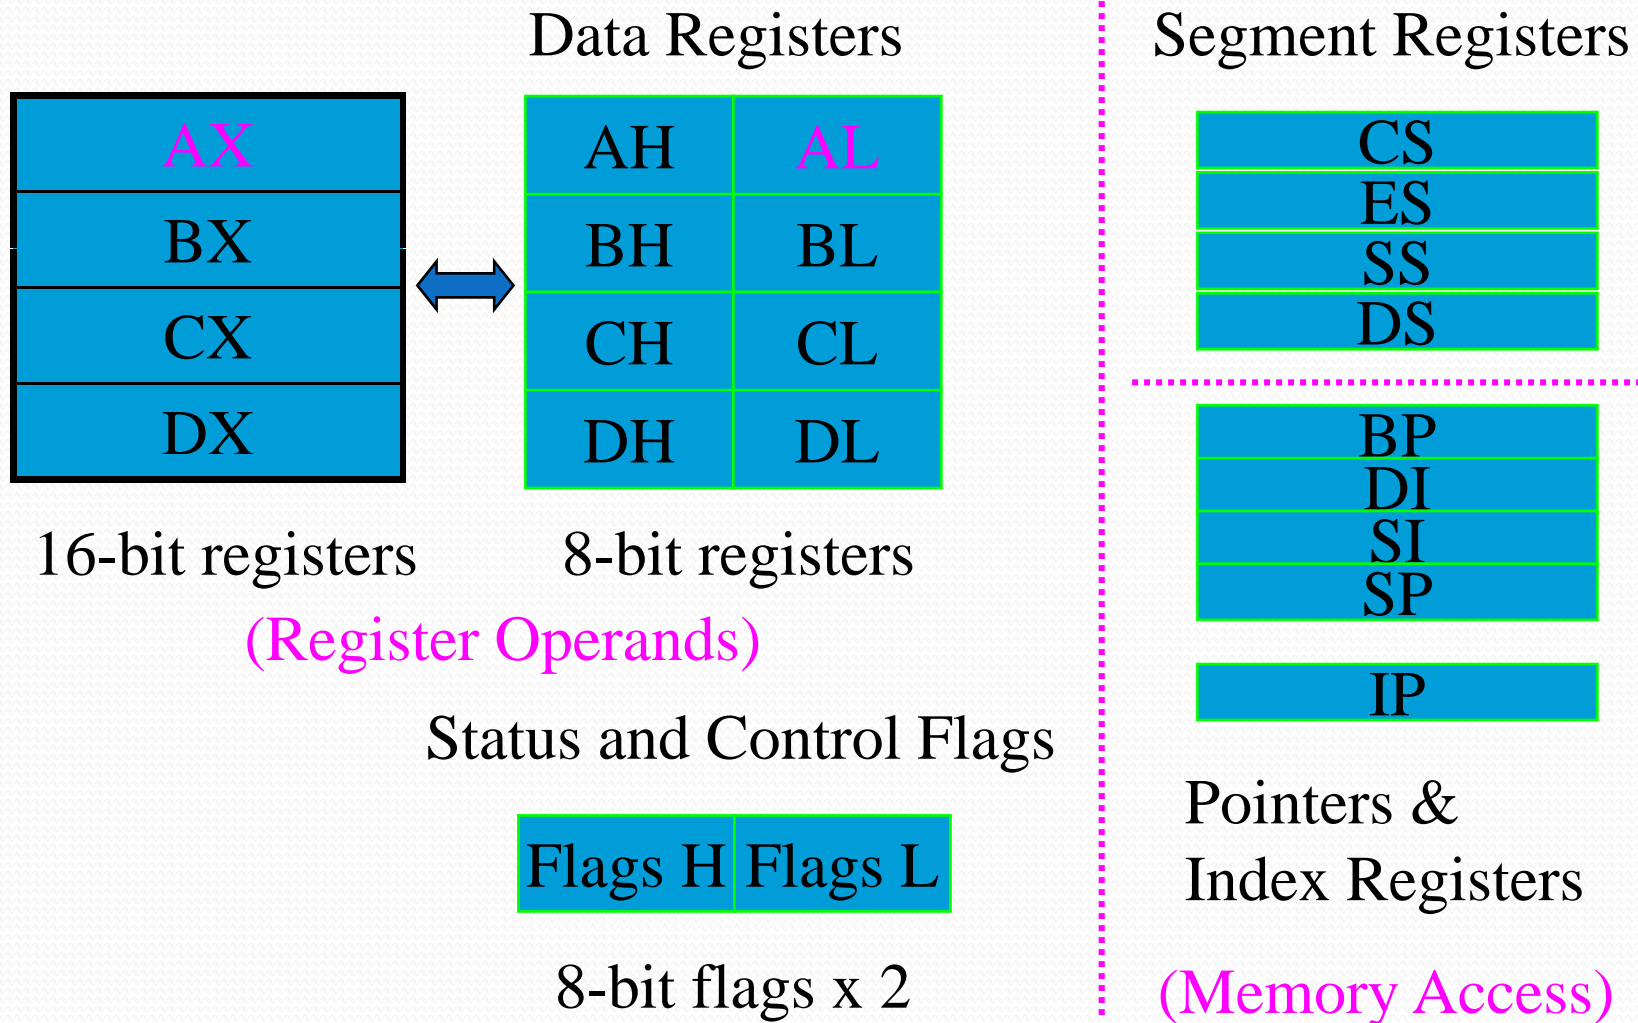 Data Registers
AX
BX
CX
DX
AH AL
BH BL
CH CL
DH DL
16-bit registers
8-bit registers
(Register Operands)
Status and Control Flags
Flags H Flags L
8-bit flags x 2
Segment Registers
CS
ES
SS
DS
BP
DI
SI
SP
IP
Pointers &
Index Registers
(Memory Access)